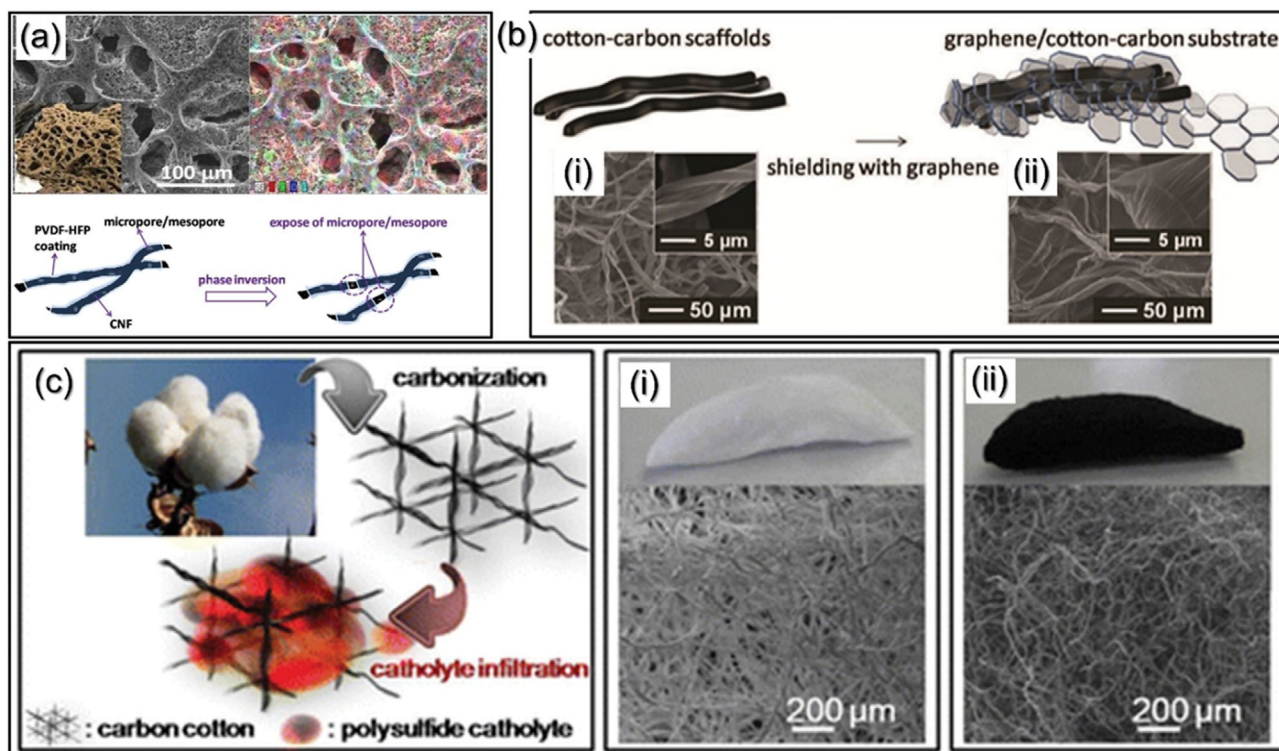 (a)
100 µm
PVDF-HFP
coating
micropore/mesopore
CNF
phase inversion
expose of micropore/mesopore
(b)
cotton-carbon scaffolds
graphene/cotton-carbon substrate
shielding with graphene
(i)
5 µm
50 µm
(ii)
5 µm
50 µm
(c)
carbonization
catholyte infiltration
: carbon cotton
: polysulfide catholyte
(i)
200 µm
(ii)
200 µm